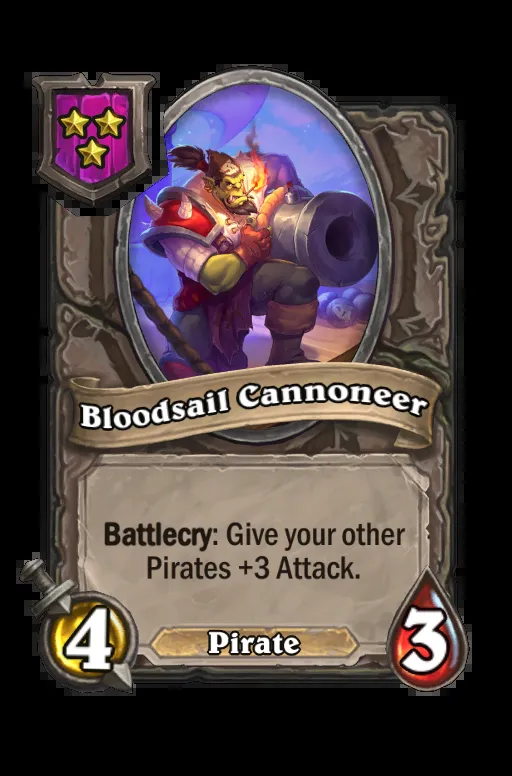 Bloodsail Cannoneer
Battlecry: Give your other
Pirates +3 Attack.
4
Pirate
3